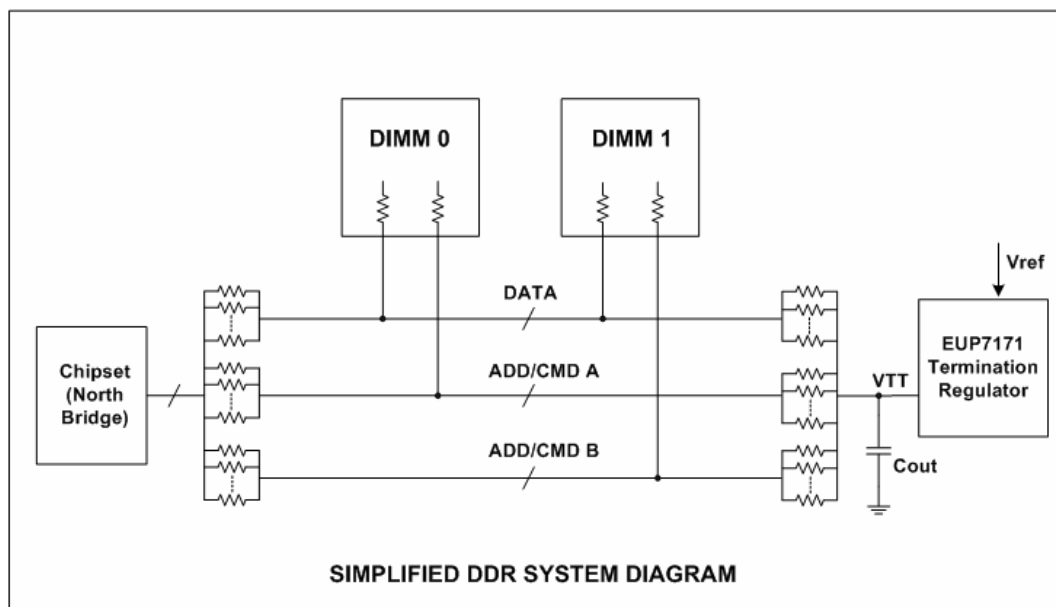 DIMM 0
DIMM 1
Vref
DATA
EUP7171
Termination
Regulator
Chipset
(North
Bridge)
ADD/CMD A
VTT
ADD/CMD B
Cout
SIMPLIFIED DDR SYSTEM DIAGRAM